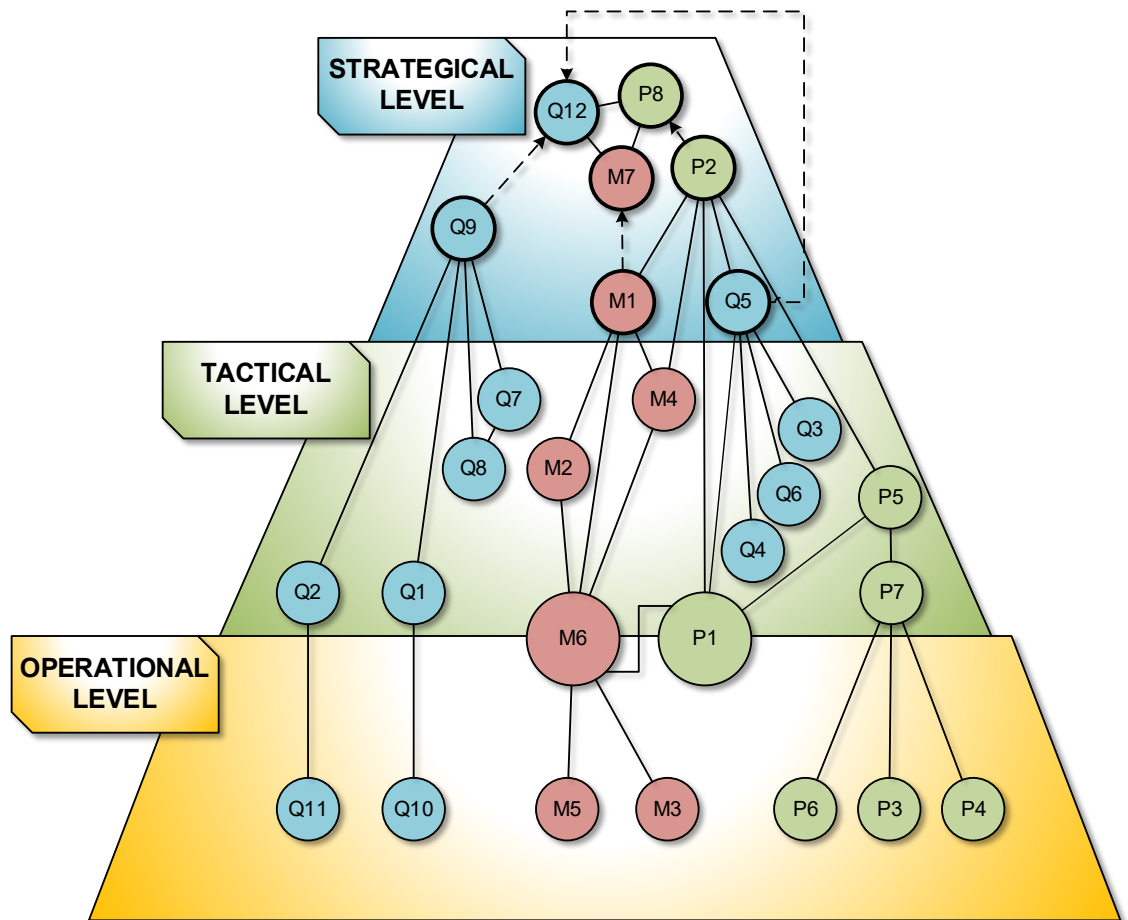 STRATEGICAL
LEVEL
P8
Q12
P2
M7
Q9
M1
Q5
TACTICAL
LEVEL
Q7
M4
Q3
Q8
M2
Q6
P5
Q4
Q2
Q1
P7
M6
P1
OPERATIONAL
LEVEL
Q11
Q10
M5
M3
P6
P3
P4